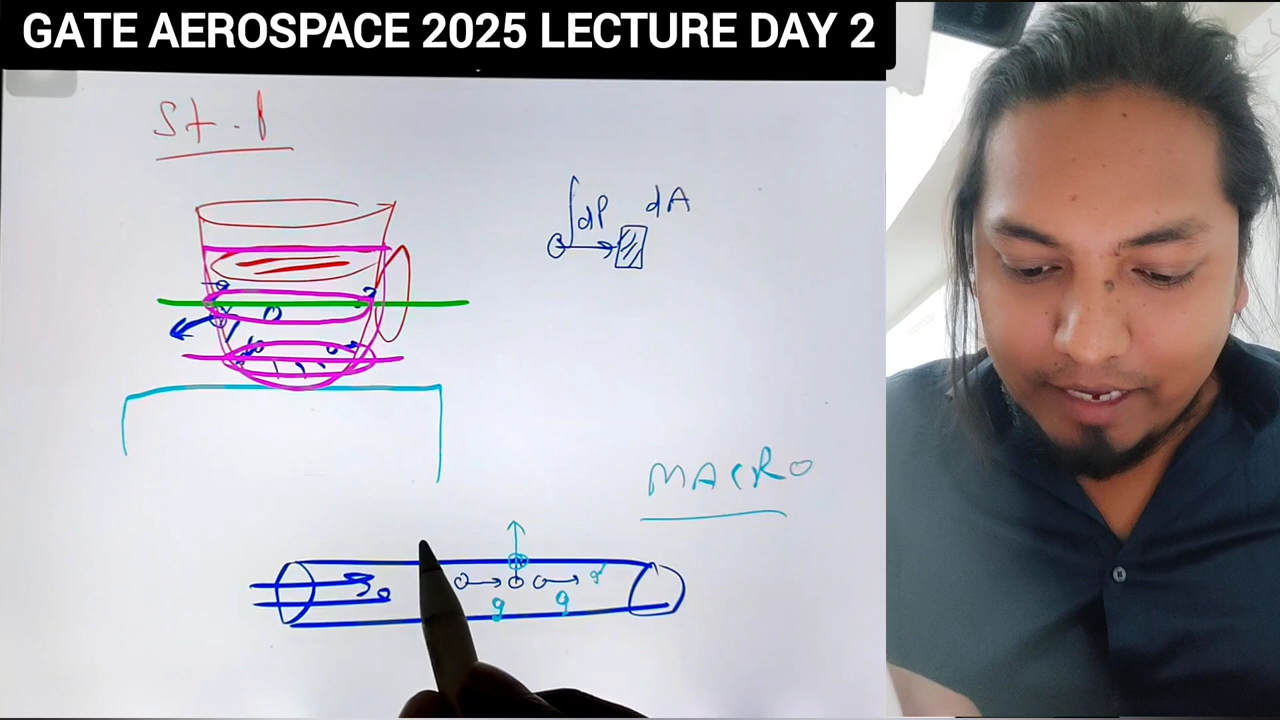 GATE AEROSPACE 2025 LECTURE DAY 2
St. 1
∫dP dA
MACRO
q q